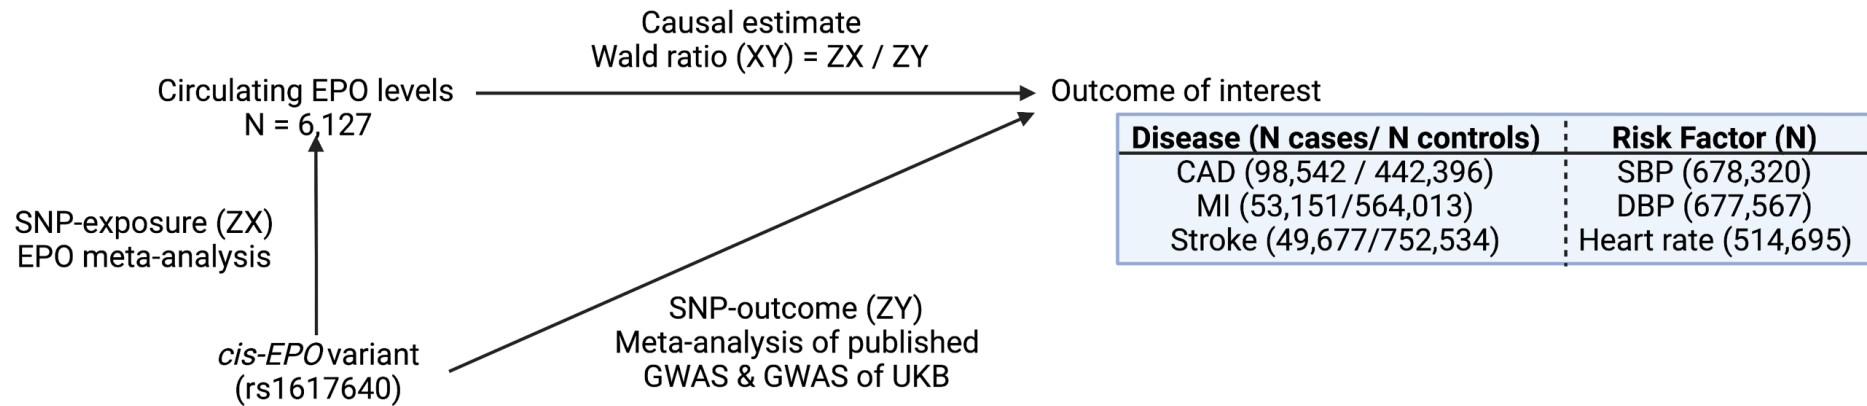 Causal estimate
Wald ratio (XY) = ZX / ZY
Circulating EPO levels
N = 6,127
Outcome of interest
Disease (N cases/ N controls) Risk Factor (N)
CAD (98,542 / 442,396) SBP (678,320)
MI (53,151/564,013) DBP (677,567)
Stroke (49,677/752,534) Heart rate (514,695)
SNP-exposure (ZX)
EPO meta-analysis
SNP-outcome (ZY)
Meta-analysis of published
GWAS & GWAS of UKB
cis-EPO variant
(rs1617640)